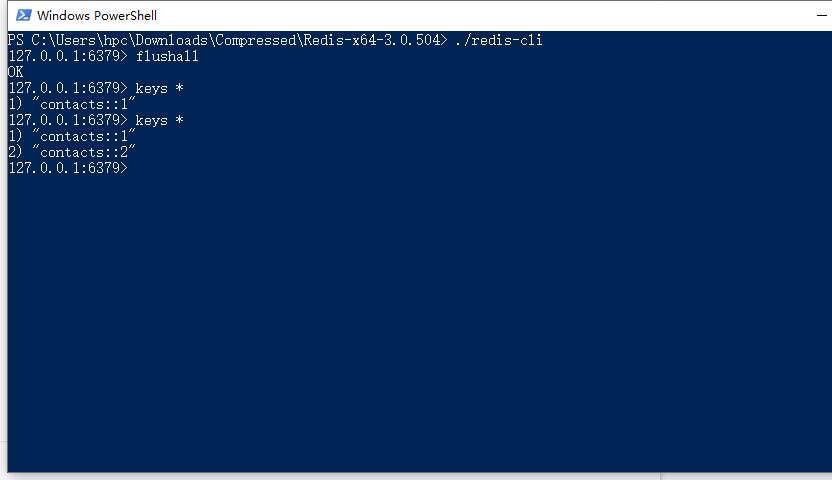 Windows PowerShell
PS C:\Users\hpc\Downloads\Compressed\Redis-x64-3.0.504> ./redis-cli
127.0.0.1:6379> flushall
OK
127.0.0.1:6379> keys *
1) "contacts::1"
127.0.0.1:6379> keys *
1) "contacts::1"
2) "contacts::2"
127.0.0.1:6379>